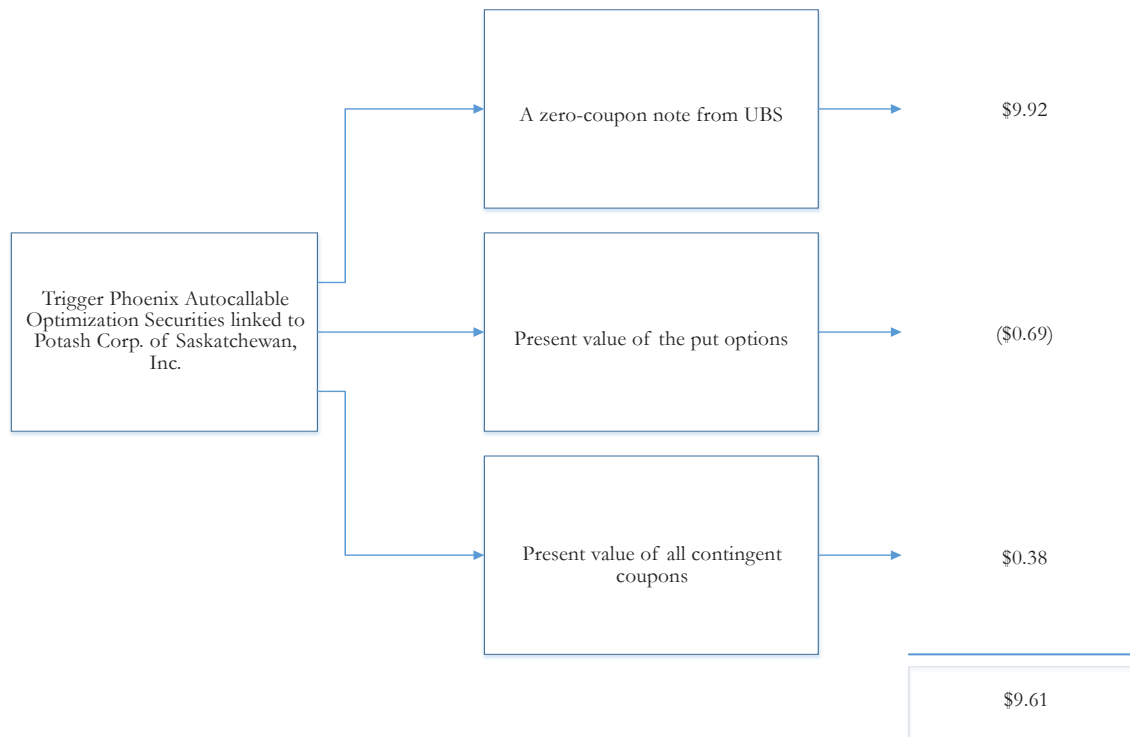 A zero-coupon note from UBS
$9.92
Trigger Phoenix Autocallable
Optimization Securities linked to
Potash Corp. of Saskatchewan,
Inc.
Present value of the put options
($0.69)
Present value of all contingent
coupons
$0.38
$9.61